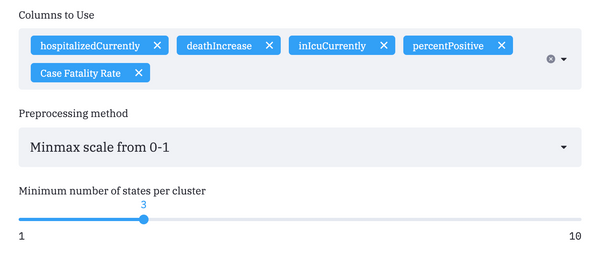 Columns to Use
hospitalizedCurrently deathIncrease inIcuCurrently percentPositive
Case Fatality Rate
Preprocessing method
Minmax scale from 0-1
Minimum number of states per cluster
3
1 10